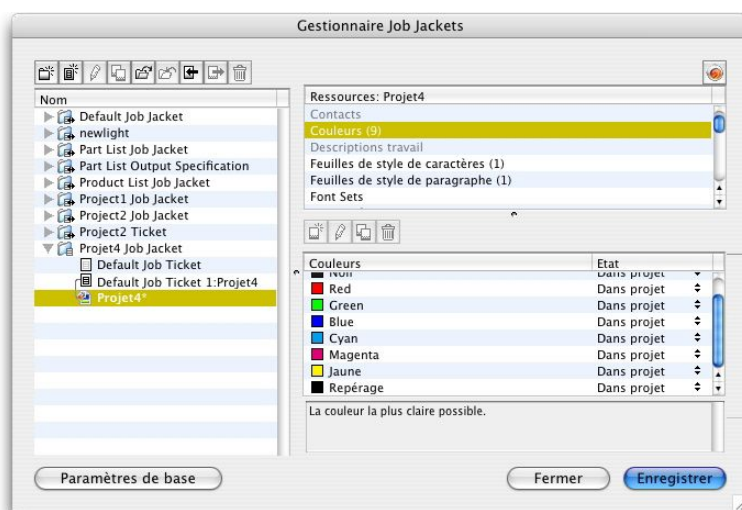 Gestionnaire Job Jackets
Nom
Default Job Jacket
newlight
Part List Job Jacket
Part List Output Specification
Product List Job Jacket
Project1 Job Jacket
Project2 Job Jacket
Project2 Ticket
Projet4 Job Jacket
Default Job Ticket
Default Job Ticket 1:Projet4
Projet4*
Ressources: Projet4
Contacts
Couleurs (9)
Descriptions travail
Feuilles de style de caractères (1)
Feuilles de style de paragraphe (1)
Font Sets
Couleurs Etat
Noir Dans projet
Red Dans projet
Green Dans projet
Blue Dans projet
Cyan Dans projet
Magenta Dans projet
Jaune Dans projet
Repérage Dans projet
La couleur la plus claire possible.
Paramètres de base Fermer Enregistrer